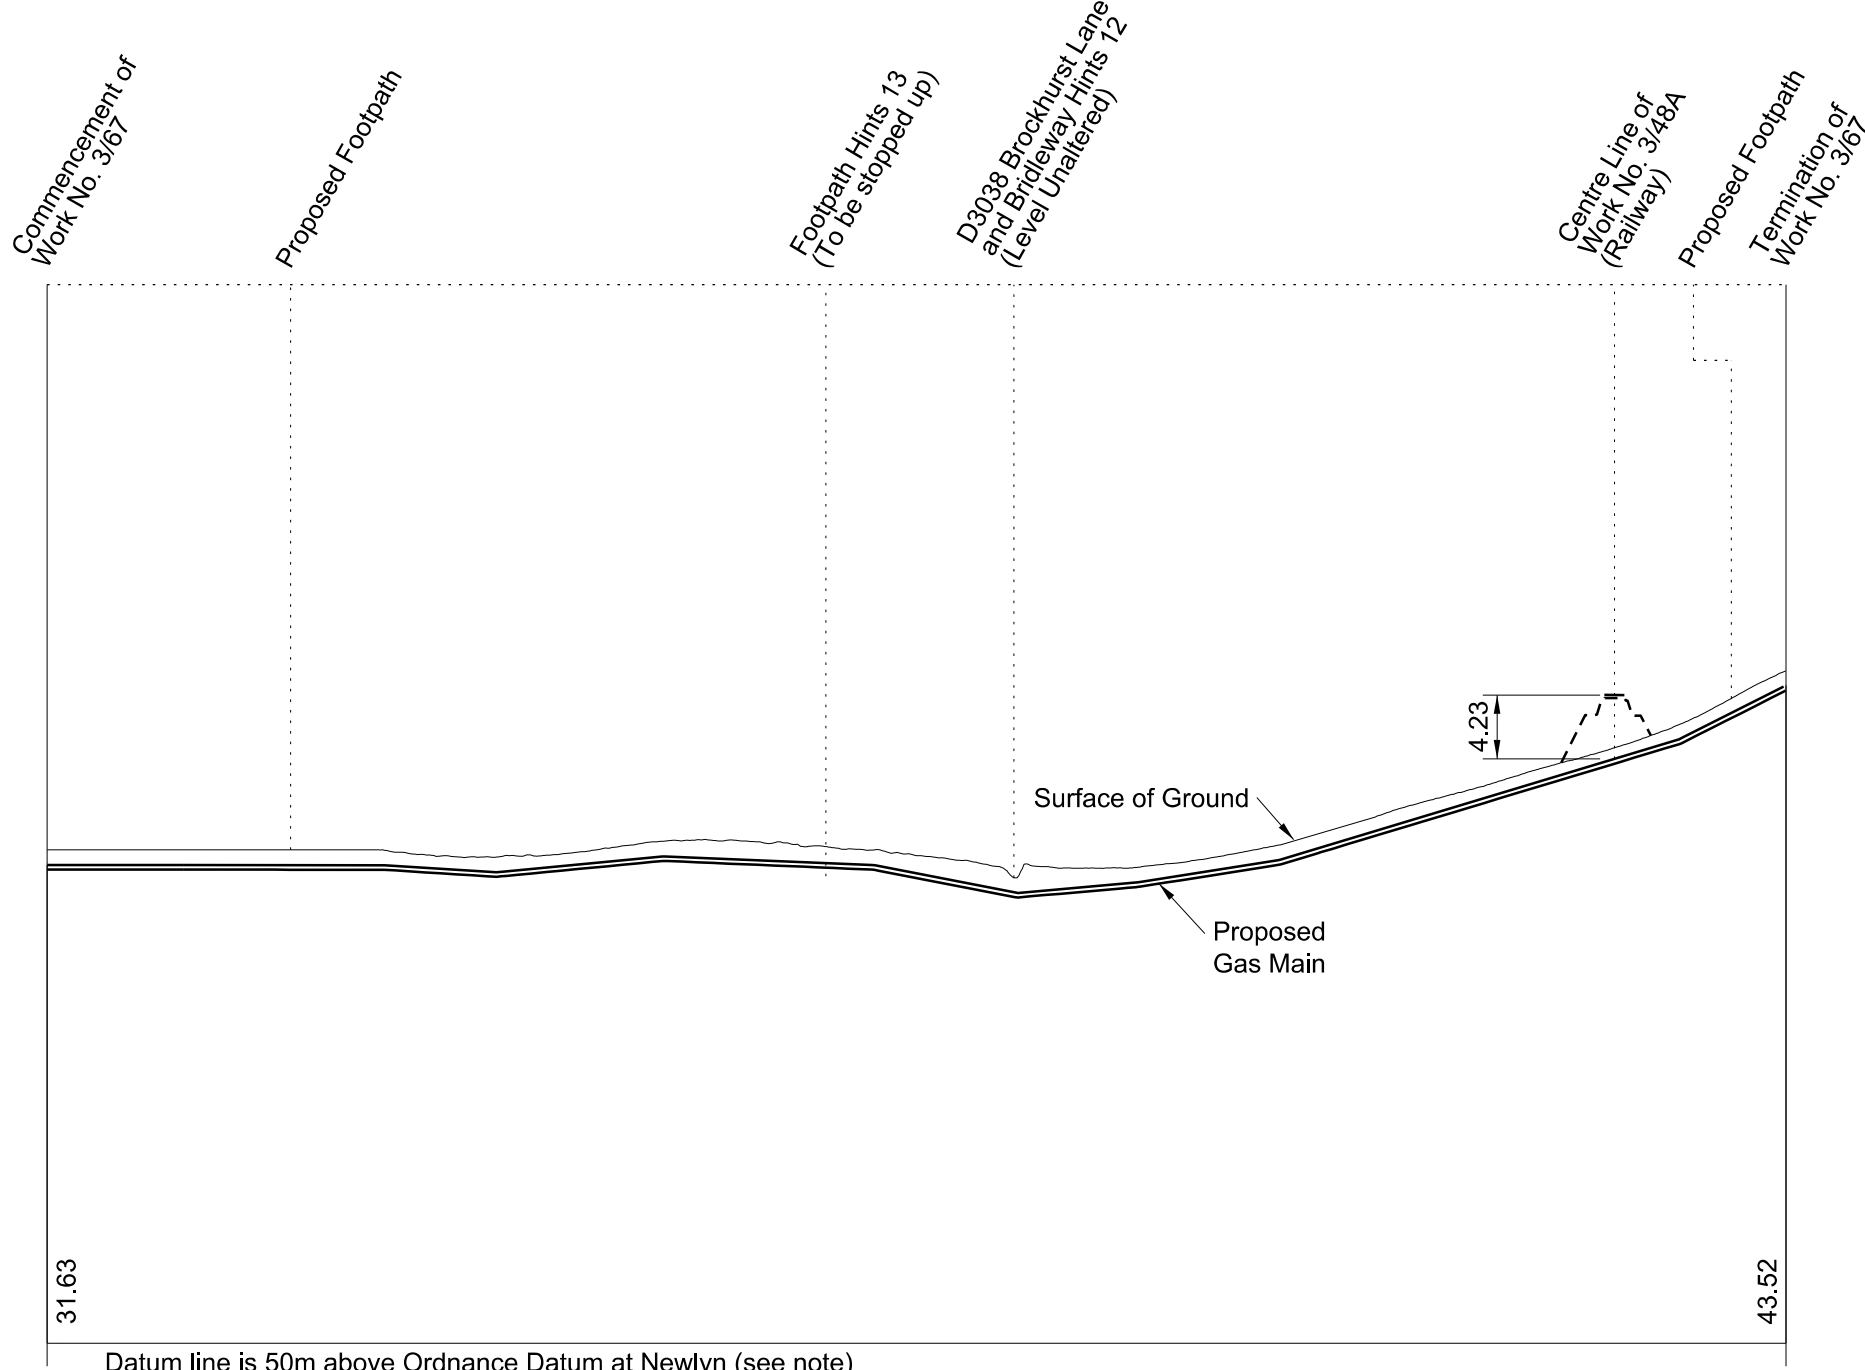 Commencement of
Work No. 3/67
Proposed Footpath
Footpath Hints 13
(To be stopped up)
D3038 Brockhurst Lane
and Bridleway Hints 12
(Level Unaltered)
Centre Line of
Work No. 3/48A
(Railway)
Proposed Footpath
Termination of
Work No. 3/67
4.23
Surface of Ground
Proposed
Gas Main
31.63
43.52
Datum line is 50m above Ordnance Datum at Newlyn (see note)